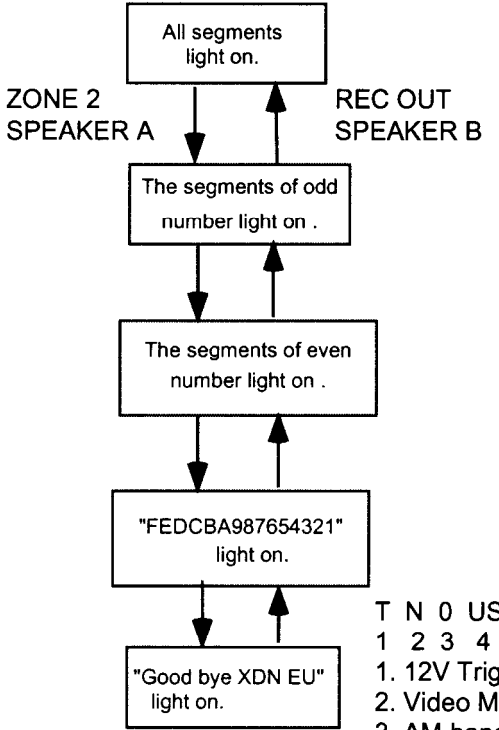 All segments
light on.
ZONE 2
SPEAKER A
REC OUT
SPEAKER B
The segments of odd
number light on .
The segments of even
number light on .
"FEDCBA987654321"
light on.
"Good bye XDN EU"
light on.
T N 0 US
1 2 3 4
1. 12V Trig
2. Video M